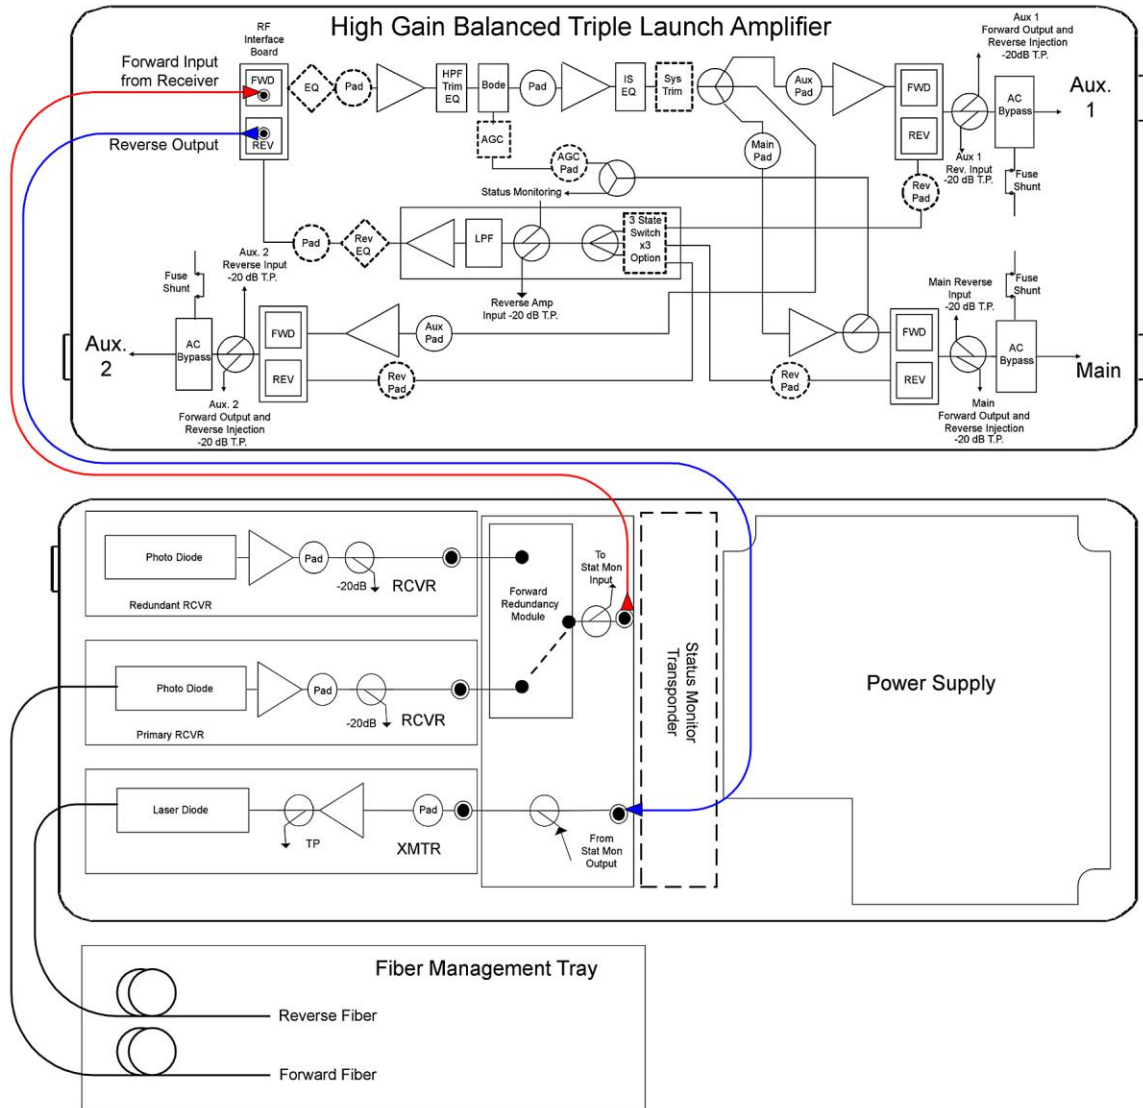 High Gain Balanced Triple Launch Amplifier
RF
Interface
Board
Forward Input
from Receiver
Reverse Output
FWD
REV
EQ
Pad
HPF
Trim
EQ
Bode
Pad
IS
EQ
Sys
Trim
Aux
Pad
FWD
REV
Aux 1
Forward Output and
Reverse Injection
-20dB T.P.
AC
Bypass
Aux.
1
AGC
AGC
Pad
Main
Pad
Aux 1
Rev. Input
-20 dB T.P.
Fuse
Shunt
Rev
Pad
Status Monitoring
Pad
Rev
EQ
LPF
3 State
Switch
x3
Option
Reverse Amp
Input -20 dB T.P.
Aux. 2
Reverse Input
-20 dB T.P.
Fuse
Shunt
Main Reverse
Input
-20 dB T.P.
Fuse
Shunt
Aux.
2
AC
Bypass
FWD
REV
Aux
Pad
Rev
Pad
Rev
Pad
FWD
REV
AC
Bypass
Main
Aux. 2
Forward Output and
Reverse Injection
-20 dB T.P.
Main
Forward Output and
Reverse Injection
-20 dB T.P.
Photo Diode
Pad
-20dB
RCVR
Redundant RCVR
To
Stat Mon
Input
Forward
Redundancy
Module
Photo Diode
Pad
-20dB
RCVR
Primary RCVR
Status Monitor
Transponder
Power Supply
Laser Diode
TP
Pad
XMTR
From
Stat Mon
Output
Fiber Management Tray
Reverse Fiber
Forward Fiber